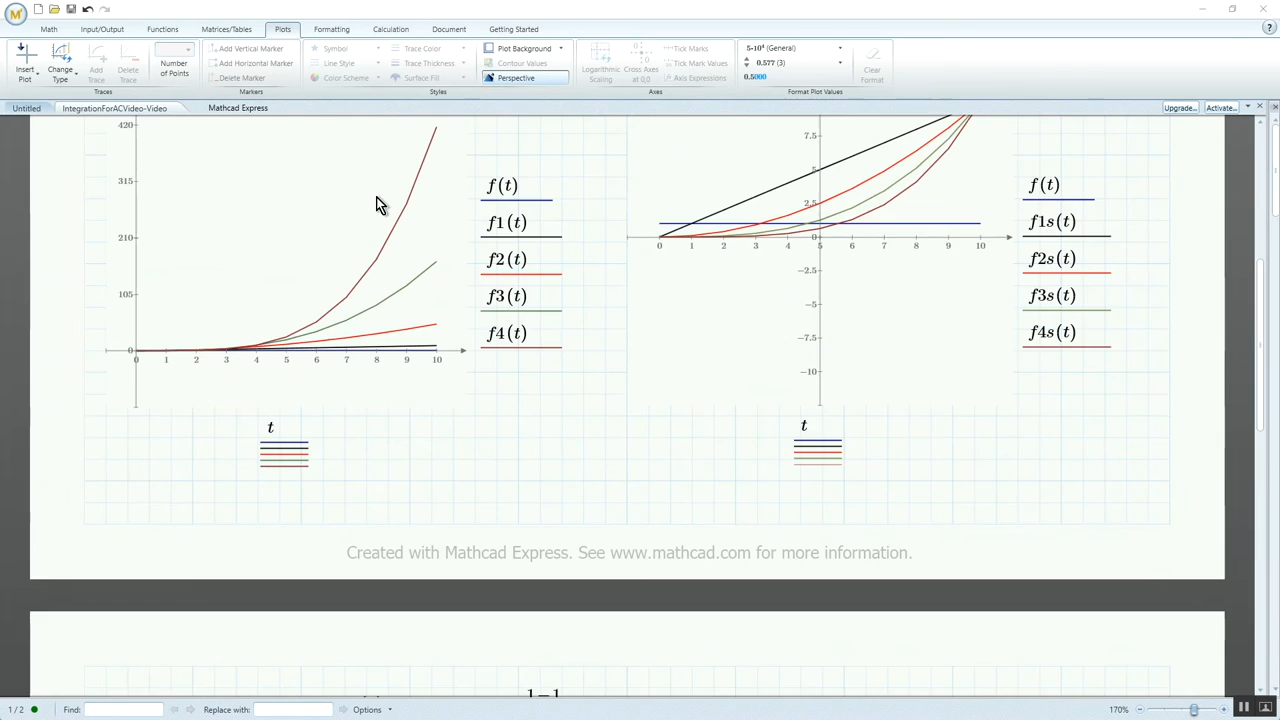 Math Input/Output Functions Matrices/Tables Plots Formatting Calculation Document Getting Started
Insert Plot
Change Type
Add Trace
Delete Trace
Traces
Number of Points
Add Vertical Marker
Add Horizontal Marker
Delete Marker
Markers
Symbol
Line Style
Color Scheme
Trace Color
Trace Thickness
Surface Fill
Styles
Plot Background
Contour Values
Perspective
Logarithmic Scaling
Cross Axes at 0,0
Tick Marks
Tick Mark Values
Axis Expressions
Axes
5·10⁴ (General)
0.577 (3)
0.5000
Format Plot Values
Clear Format
Untitled IntegrationForACVideo-Video Mathcad Express Upgrade... Activate...
420
315
210
105
0
0 1 2 3 4 5 6 7 8 9 10
f(t)
f1(t)
f2(t)
f3(t)
f4(t)
t
7.5
5
2.5
0
−2.5
−5
−7.5
−10
0 1 2 3 4 5 6 7 8 9 10
f(t)
f1s(t)
f2s(t)
f3s(t)
f4s(t)
t
Created with Mathcad Express. See www.mathcad.com for more information.
1−1
1 / 2 Find: Replace with: Options 170%